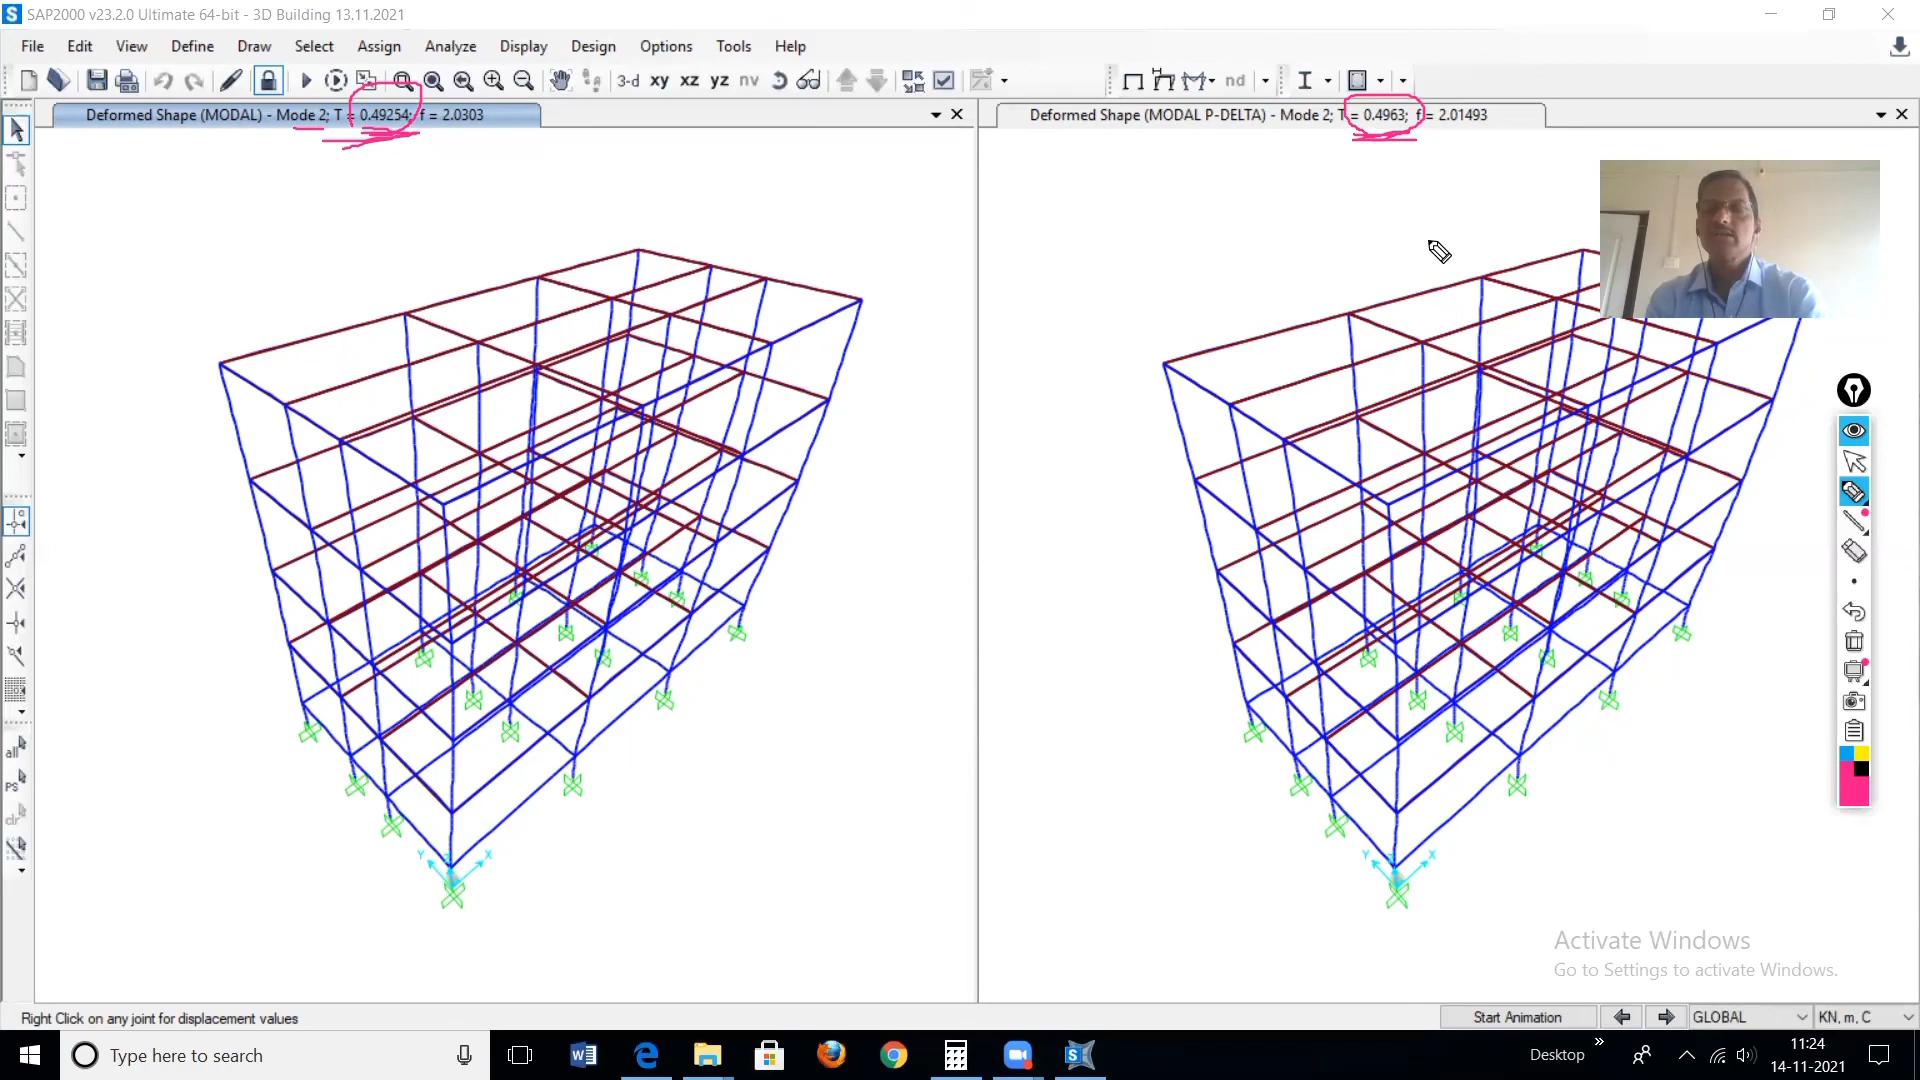 SAP2000 v23.2.0 Ultimate 64-bit - 3D Building 13.11.2021
File Edit View Define Draw Select Assign Analyze Display Design Options Tools Help
3-d xy xz yz nv nd
Deformed Shape (MODAL) - Mode 2; T = 0.49254; f = 2.0303
Deformed Shape (MODAL P-DELTA) - Mode 2; T = 0.4963; f = 2.01493
all
PS
clr
Y X
Y X
Activate Windows
Go to Settings to activate Windows.
Right Click on any joint for displacement values
Start Animation
GLOBAL
KN, m, C
Type here to search
Desktop
11:24
14-11-2021